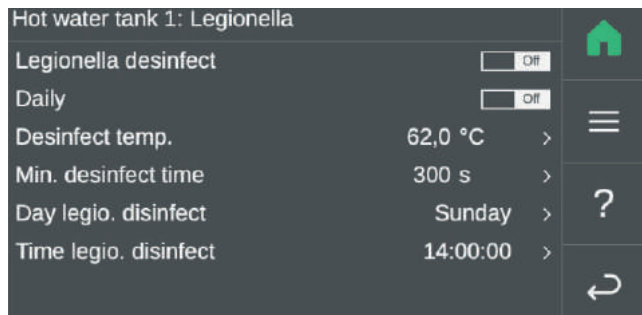 Hot water tank 1: Legionella
Legionella desinfect Off
Daily Off
Desinfect temp. 62,0 °C >
Min. desinfect time 300 s >
Day legio. disinfect Sunday >
Time legio. disinfect 14:00:00 >
?